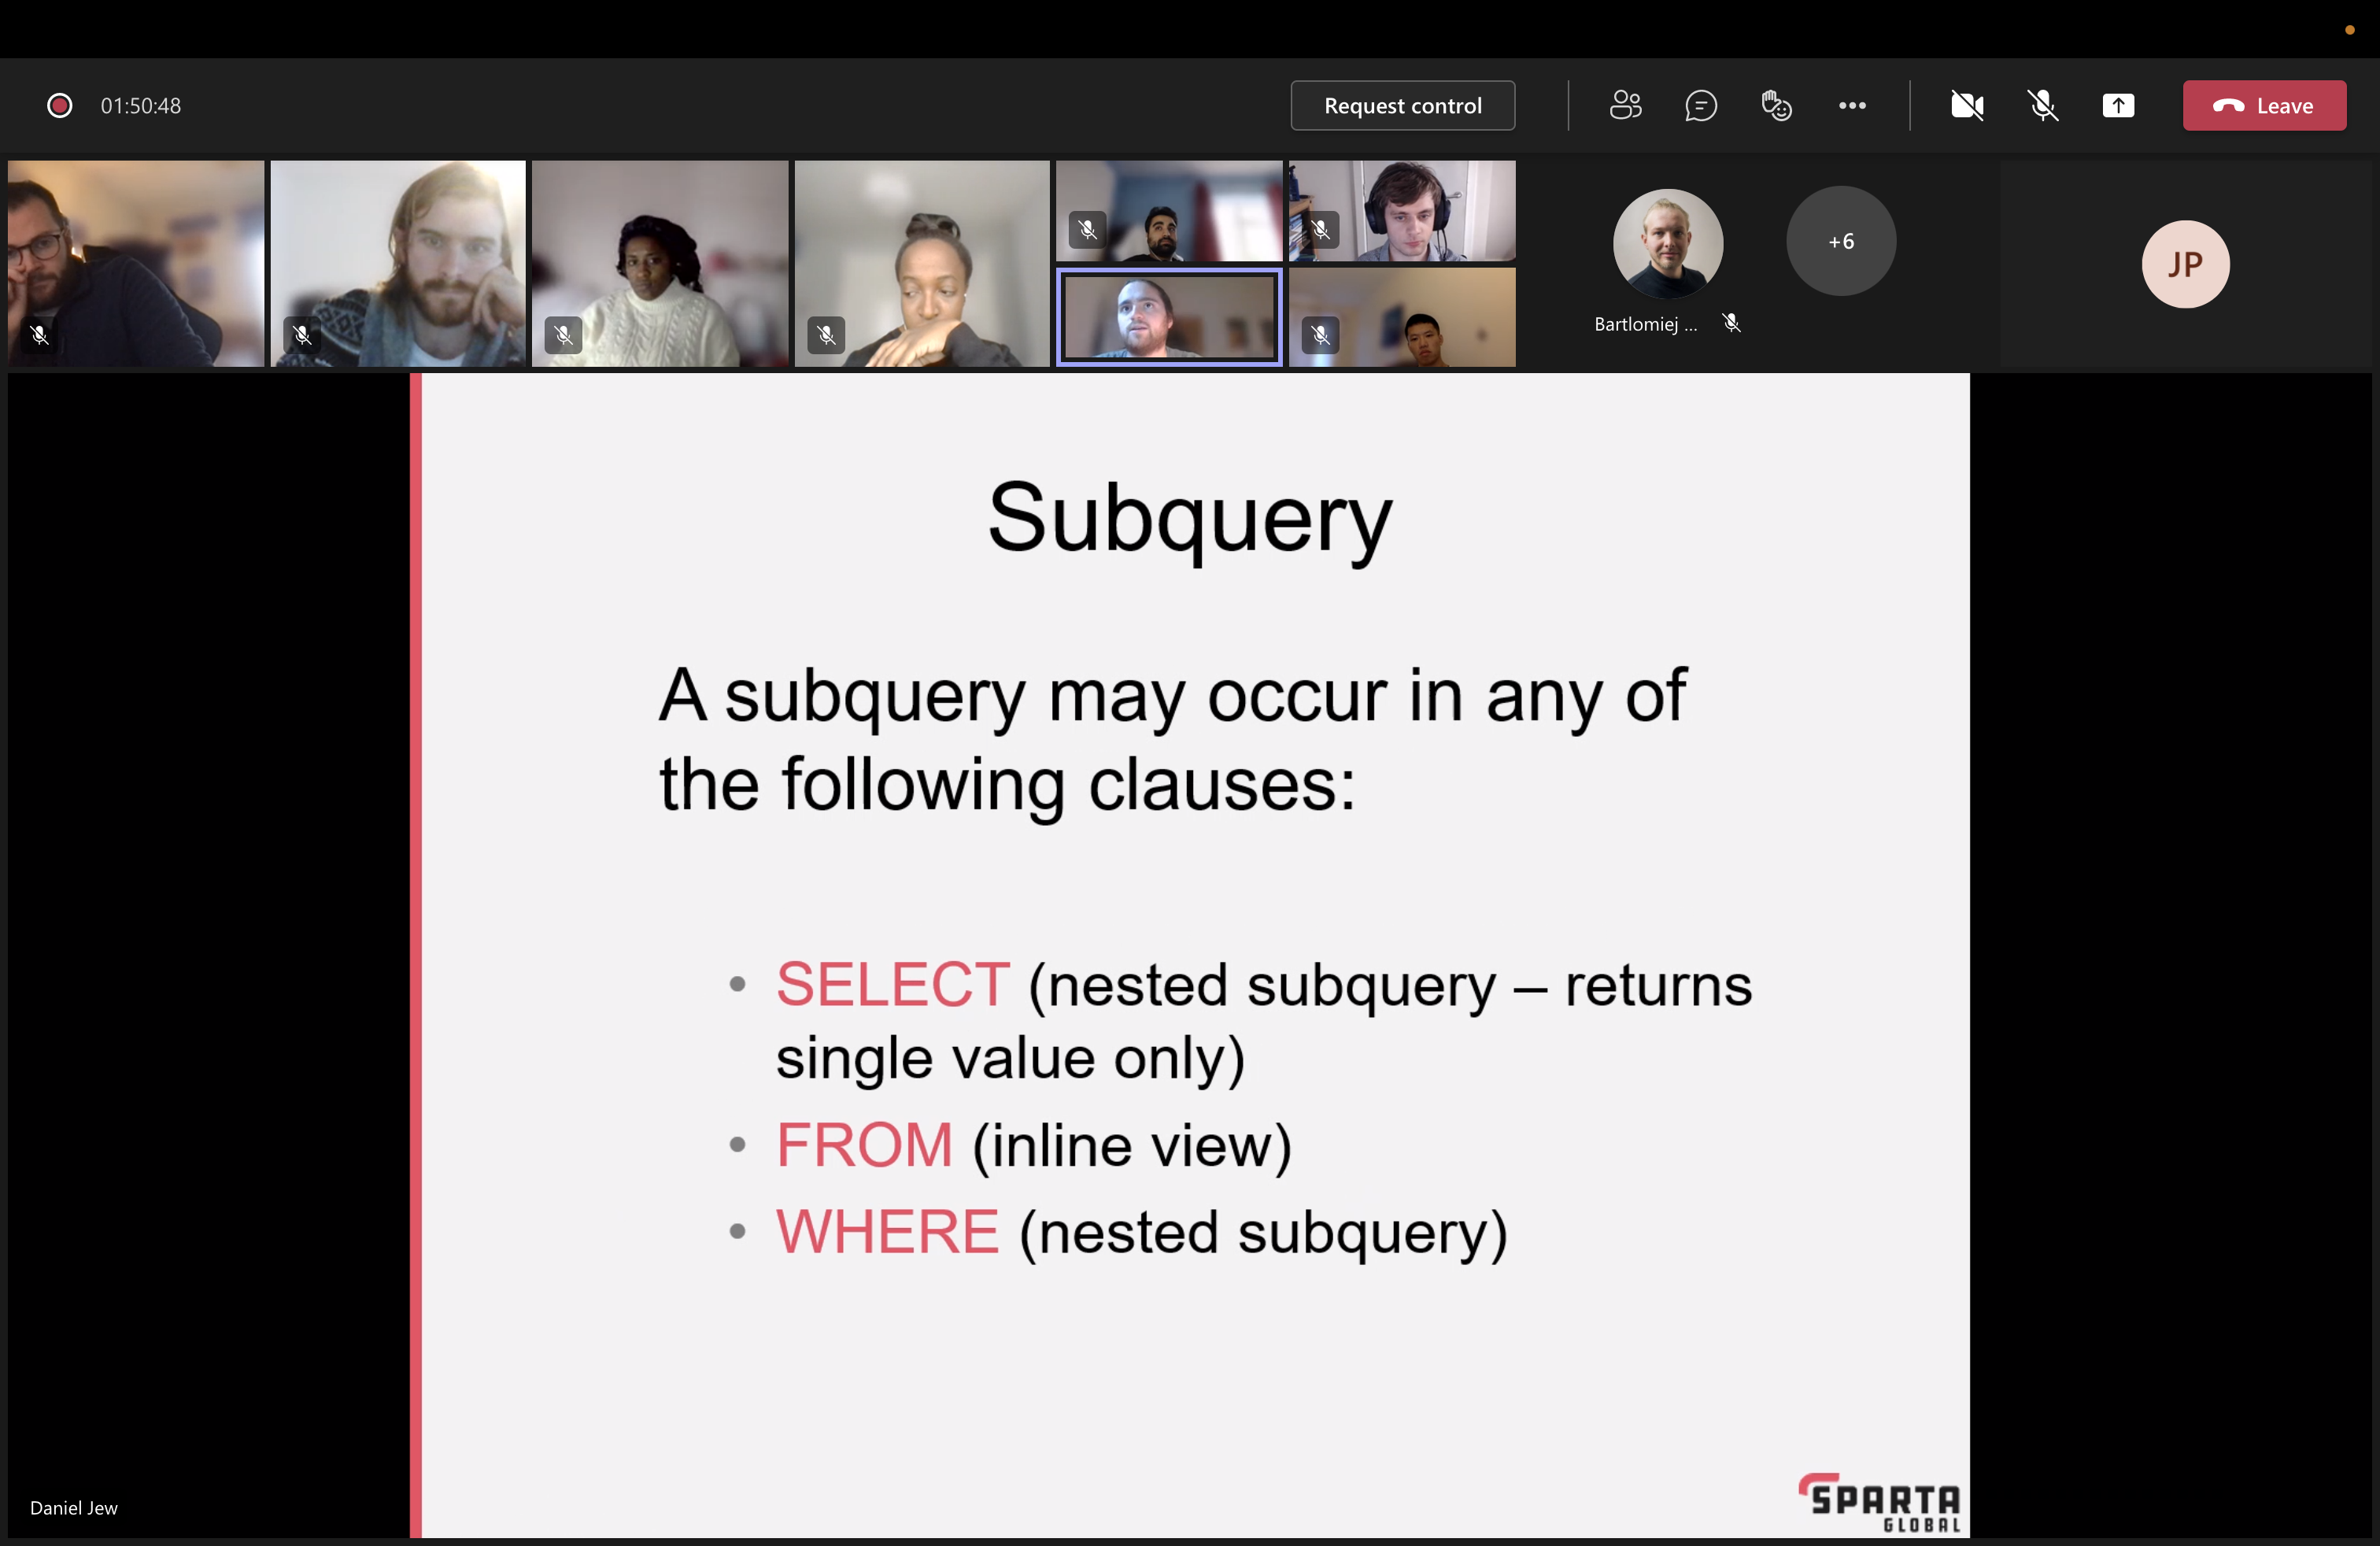 01:50:48
Request control
Leave
Bartlomiej ...
+6
JP
Subquery
A subquery may occur in any of
the following clauses:
• SELECT (nested subquery – returns
single value only)
• FROM (inline view)
• WHERE (nested subquery)
Daniel Jew
SPARTA
GLOBAL